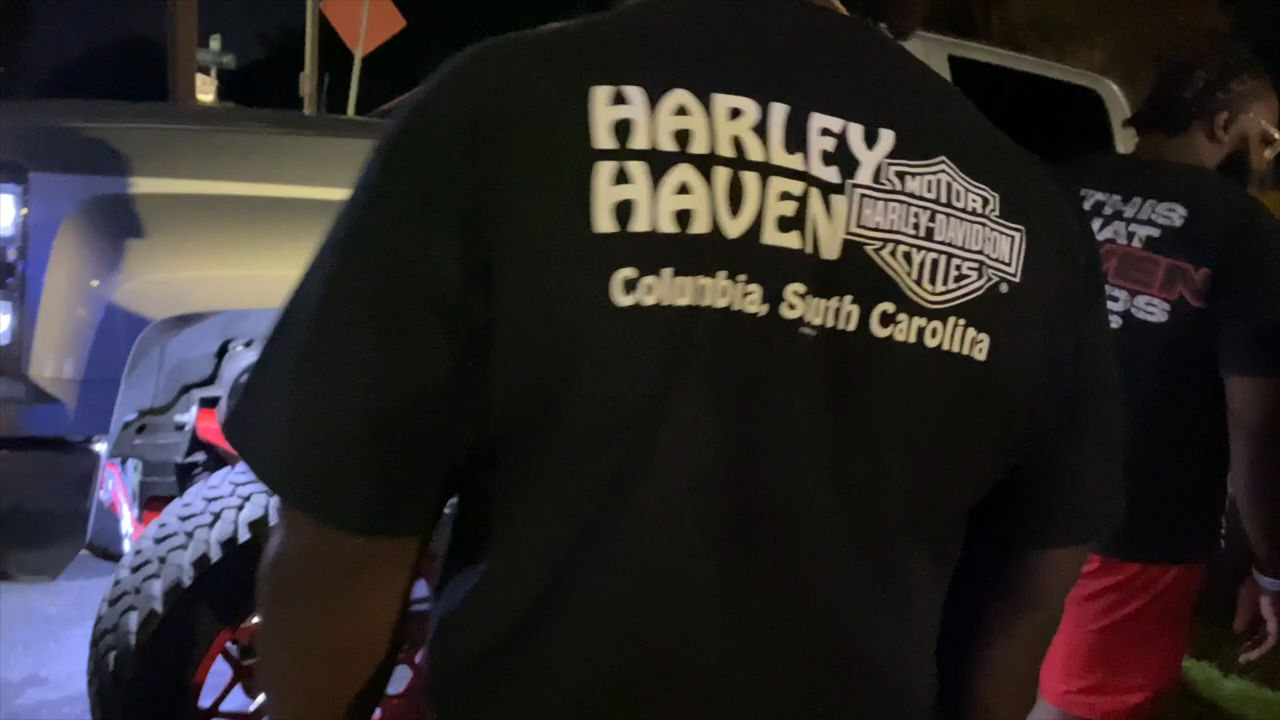 HARLEY
HAVEN
MOTOR
HARLEY-DAVIDSON
CYCLES
®
Columbia, South Carolina
THIS